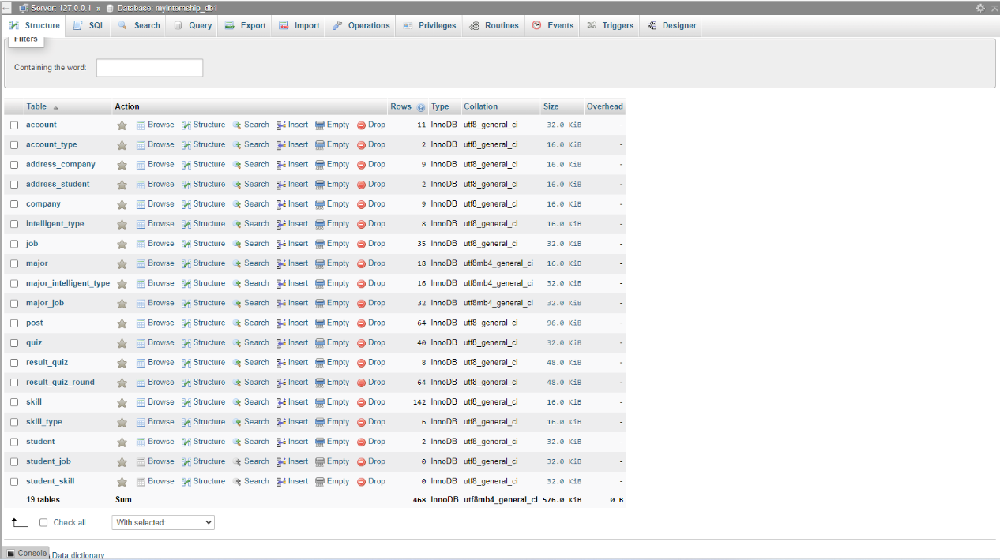 Server: 127.0.0.1 » Database: myinternship_db1
Structure SQL Search Query Export Import Operations Privileges Routines Events Triggers Designer
Filters
Containing the word:
Table Action Rows Type Collation Size Overhead
account Browse Structure Search Insert Empty Drop 11 InnoDB utf8_general_ci 32.0 KiB -
account_type Browse Structure Search Insert Empty Drop 2 InnoDB utf8_general_ci 16.0 KiB -
address_company Browse Structure Search Insert Empty Drop 9 InnoDB utf8_general_ci 16.0 KiB -
address_student Browse Structure Search Insert Empty Drop 2 InnoDB utf8_general_ci 16.0 KiB -
company Browse Structure Search Insert Empty Drop 9 InnoDB utf8_general_ci 16.0 KiB -
intelligent_type Browse Structure Search Insert Empty Drop 8 InnoDB utf8_general_ci 16.0 KiB -
job Browse Structure Search Insert Empty Drop 35 InnoDB utf8_general_ci 32.0 KiB -
major Browse Structure Search Insert Empty Drop 18 InnoDB utf8mb4_general_ci 16.0 KiB -
major_intelligent_type Browse Structure Search Insert Empty Drop 16 InnoDB utf8mb4_general_ci 32.0 KiB -
major_job Browse Structure Search Insert Empty Drop 32 InnoDB utf8mb4_general_ci 32.0 KiB -
post Browse Structure Search Insert Empty Drop 64 InnoDB utf8_general_ci 96.0 KiB -
quiz Browse Structure Search Insert Empty Drop 40 InnoDB utf8_general_ci 32.0 KiB -
result_quiz Browse Structure Search Insert Empty Drop 8 InnoDB utf8_general_ci 48.0 KiB -
result_quiz_round Browse Structure Search Insert Empty Drop 64 InnoDB utf8_general_ci 48.0 KiB -
skill Browse Structure Search Insert Empty Drop 142 InnoDB utf8_general_ci 16.0 KiB -
skill_type Browse Structure Search Insert Empty Drop 6 InnoDB utf8_general_ci 16.0 KiB -
student Browse Structure Search Insert Empty Drop 2 InnoDB utf8_general_ci 32.0 KiB -
student_job Browse Structure Search Insert Empty Drop 0 InnoDB utf8_general_ci 32.0 KiB -
student_skill Browse Structure Search Insert Empty Drop 0 InnoDB utf8_general_ci 32.0 KiB -
19 tables Sum 468 InnoDB utf8mb4_general_ci 576.0 KiB 0 B
Check all With selected:
Console Data dictionary